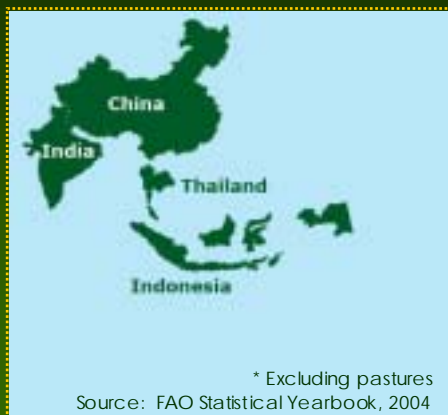 China
India
Thailand
Indonesia
* Excluding pastures
Source: FAO Statistical Yearbook, 2004